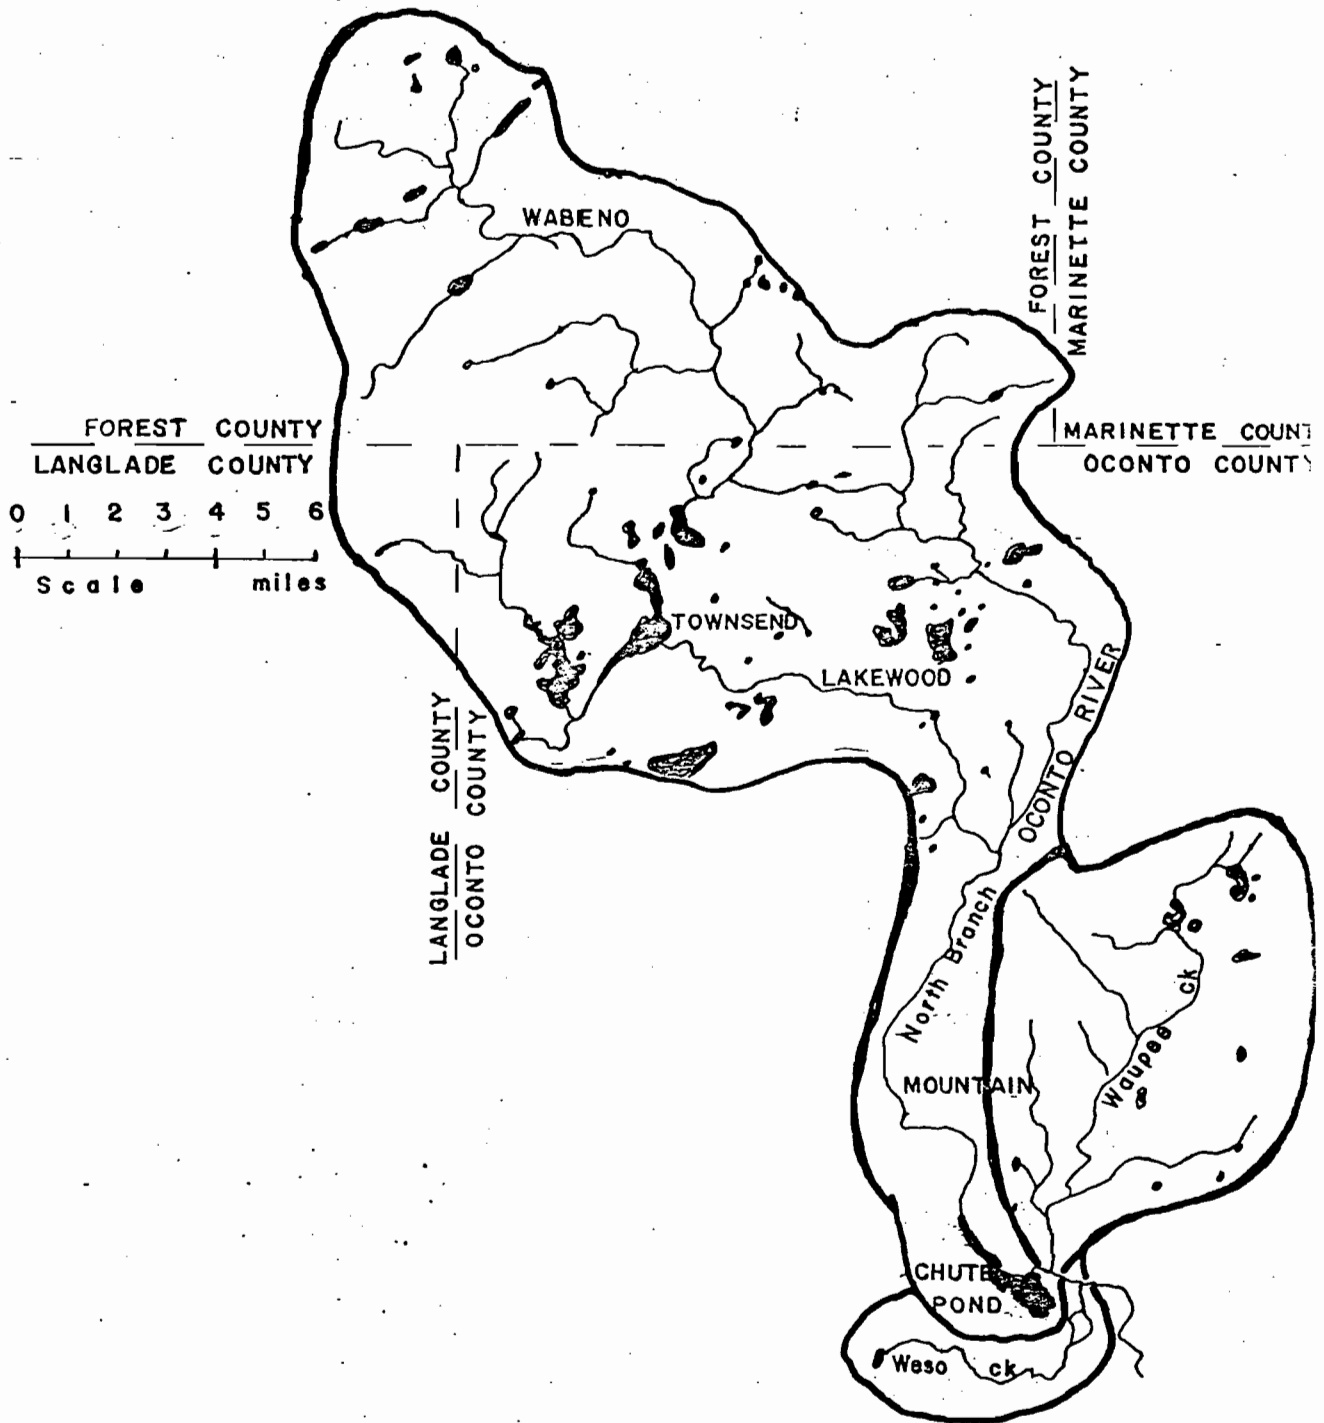 WABENO
FOREST COUNTY
MARINETTE COUNTY
FOREST COUNTY
LANGLADE COUNTY
MARINETTE COUNT
OCONTO COUNTY
0 1 2 3 4 5 6
Scale miles
TOWNSEND
LAKEWOOD
OCONTO RIVER
LANGLADE COUNTY
OCONTO COUNTY
North Branch
Waupee ck
MOUNTAIN
CHUTE
POND
Weso ck